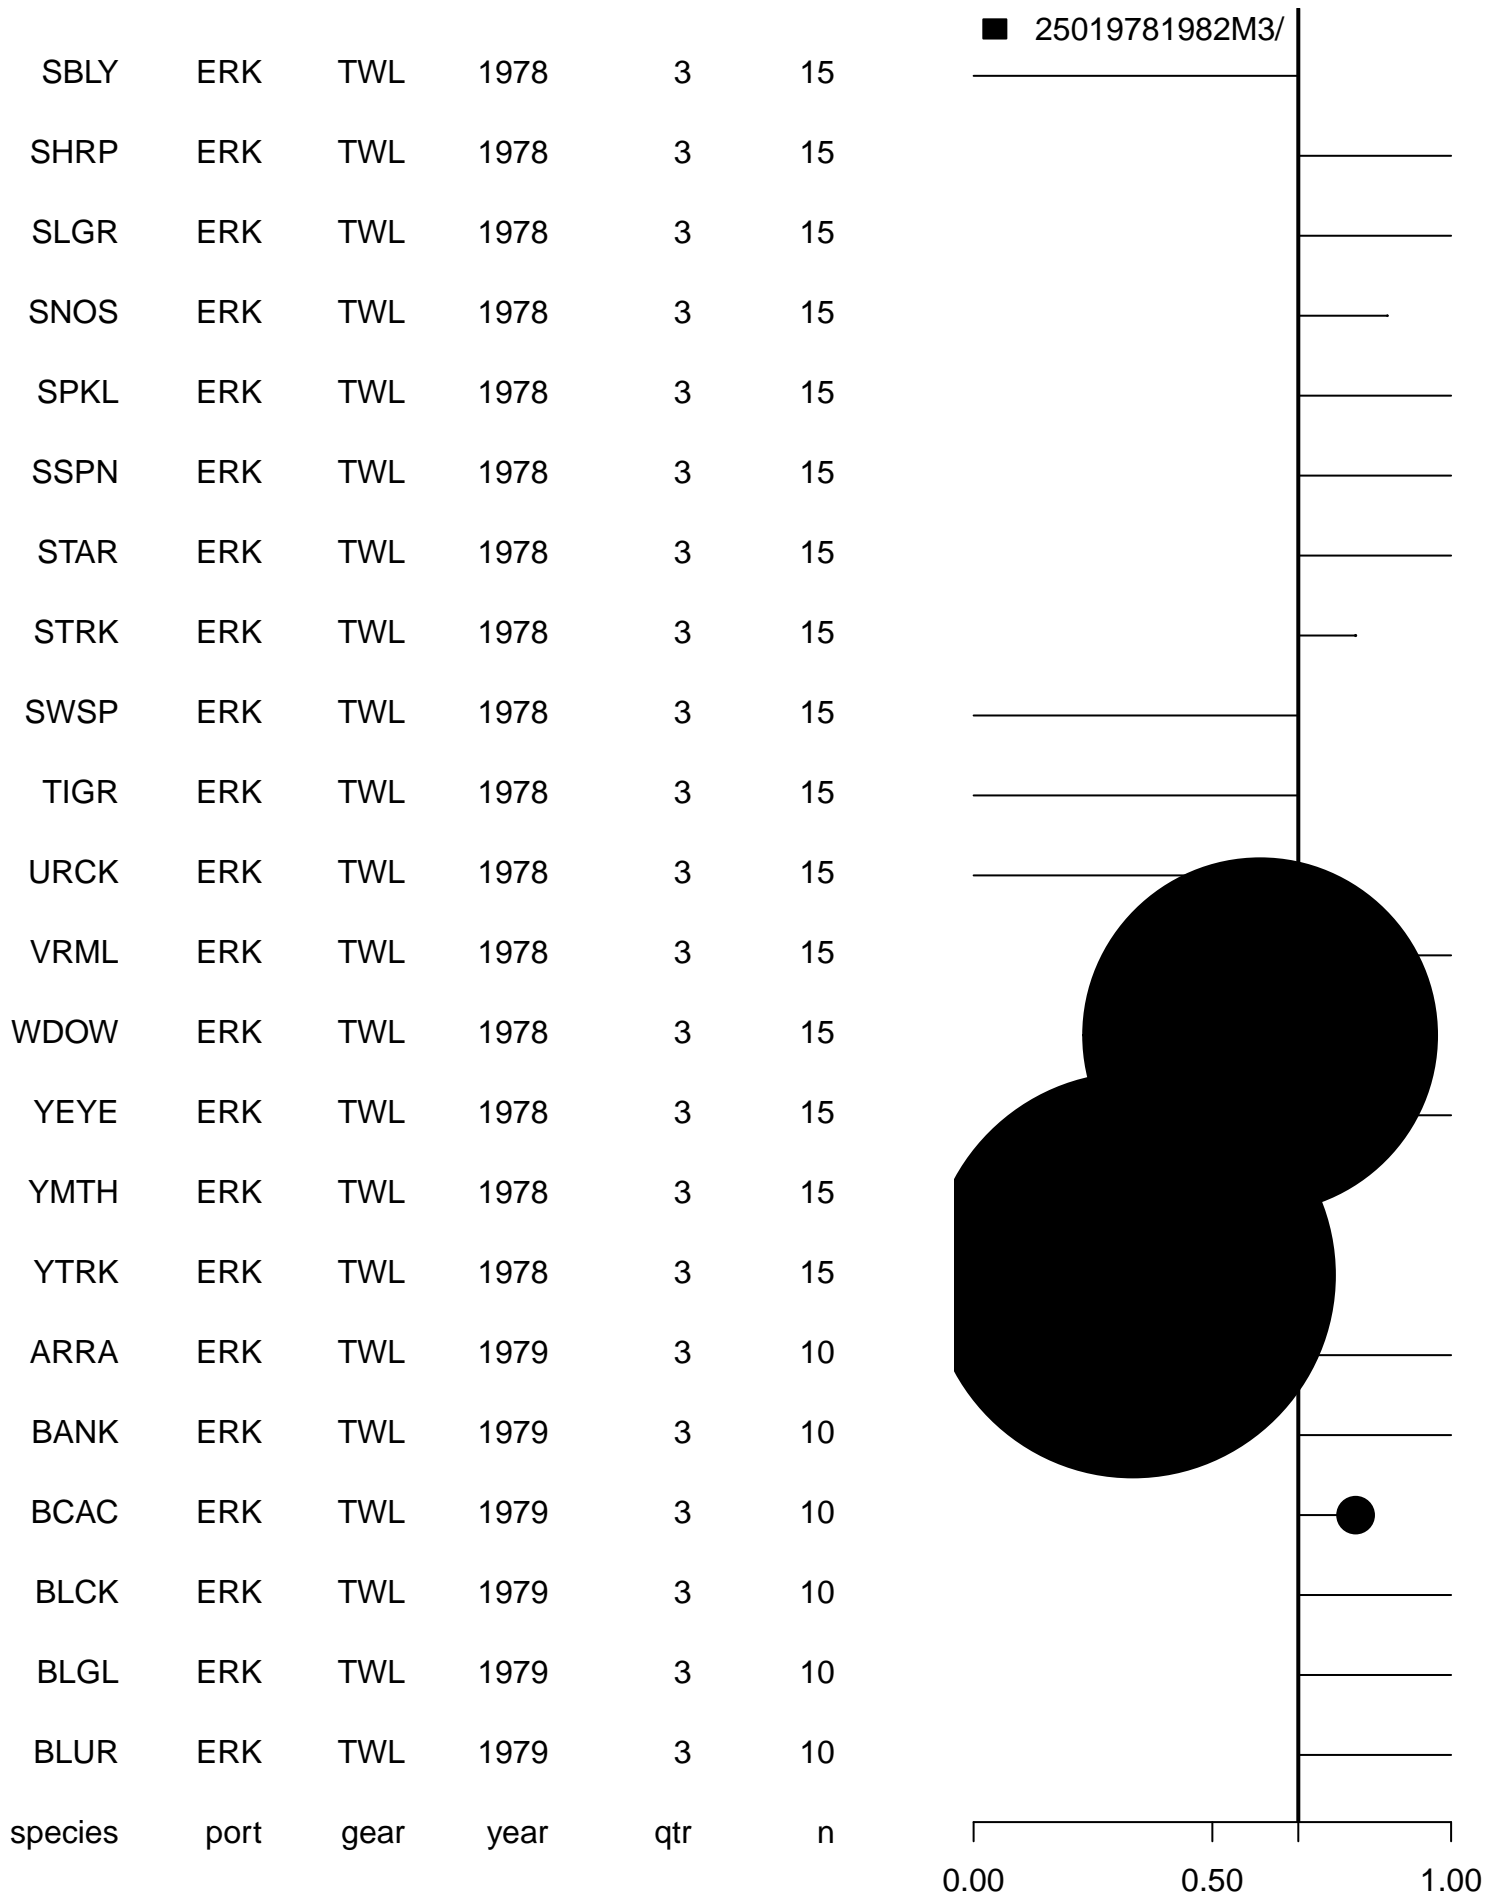 25019781982M3/
SBLY ERK TWL 1978 3 15
SHRP ERK TWL 1978 3 15
SLGR ERK TWL 1978 3 15
SNOS ERK TWL 1978 3 15
SPKL ERK TWL 1978 3 15
SSPN ERK TWL 1978 3 15
STAR ERK TWL 1978 3 15
STRK ERK TWL 1978 3 15
SWSP ERK TWL 1978 3 15
TIGR ERK TWL 1978 3 15
URCK ERK TWL 1978 3 15
VRML ERK TWL 1978 3 15
WDOW ERK TWL 1978 3 15
YEYE ERK TWL 1978 3 15
YMTH ERK TWL 1978 3 15
YTRK ERK TWL 1978 3 15
ARRA ERK TWL 1979 3 10
BANK ERK TWL 1979 3 10
BCAC ERK TWL 1979 3 10
BLCK ERK TWL 1979 3 10
BLGL ERK TWL 1979 3 10
BLUR ERK TWL 1979 3 10
species port gear year qtr n
0.00 0.50 1.00